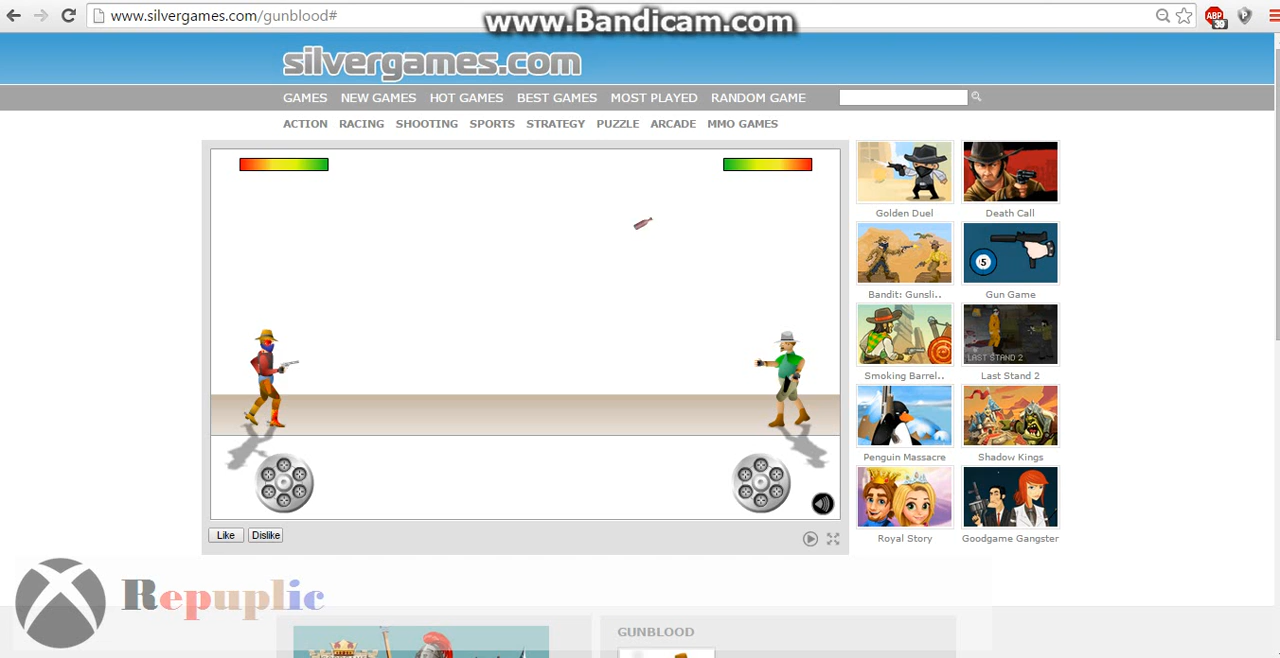 www.silvergames.com/gunblood#
www.Bandicam.com
ABP
30
P
silvergames.com
GAMES NEW GAMES HOT GAMES BEST GAMES MOST PLAYED RANDOM GAME
ACTION RACING SHOOTING SPORTS STRATEGY PUZZLE ARCADE MMO GAMES
Golden Duel Death Call
5
Bandit: Gunsli.. Gun Game
LAST STAND 2
Smoking Barrel.. Last Stand 2
Penguin Massacre Shadow Kings
Royal Story Goodgame Gangster
Like Dislike
Repuplic
GUNBLOOD